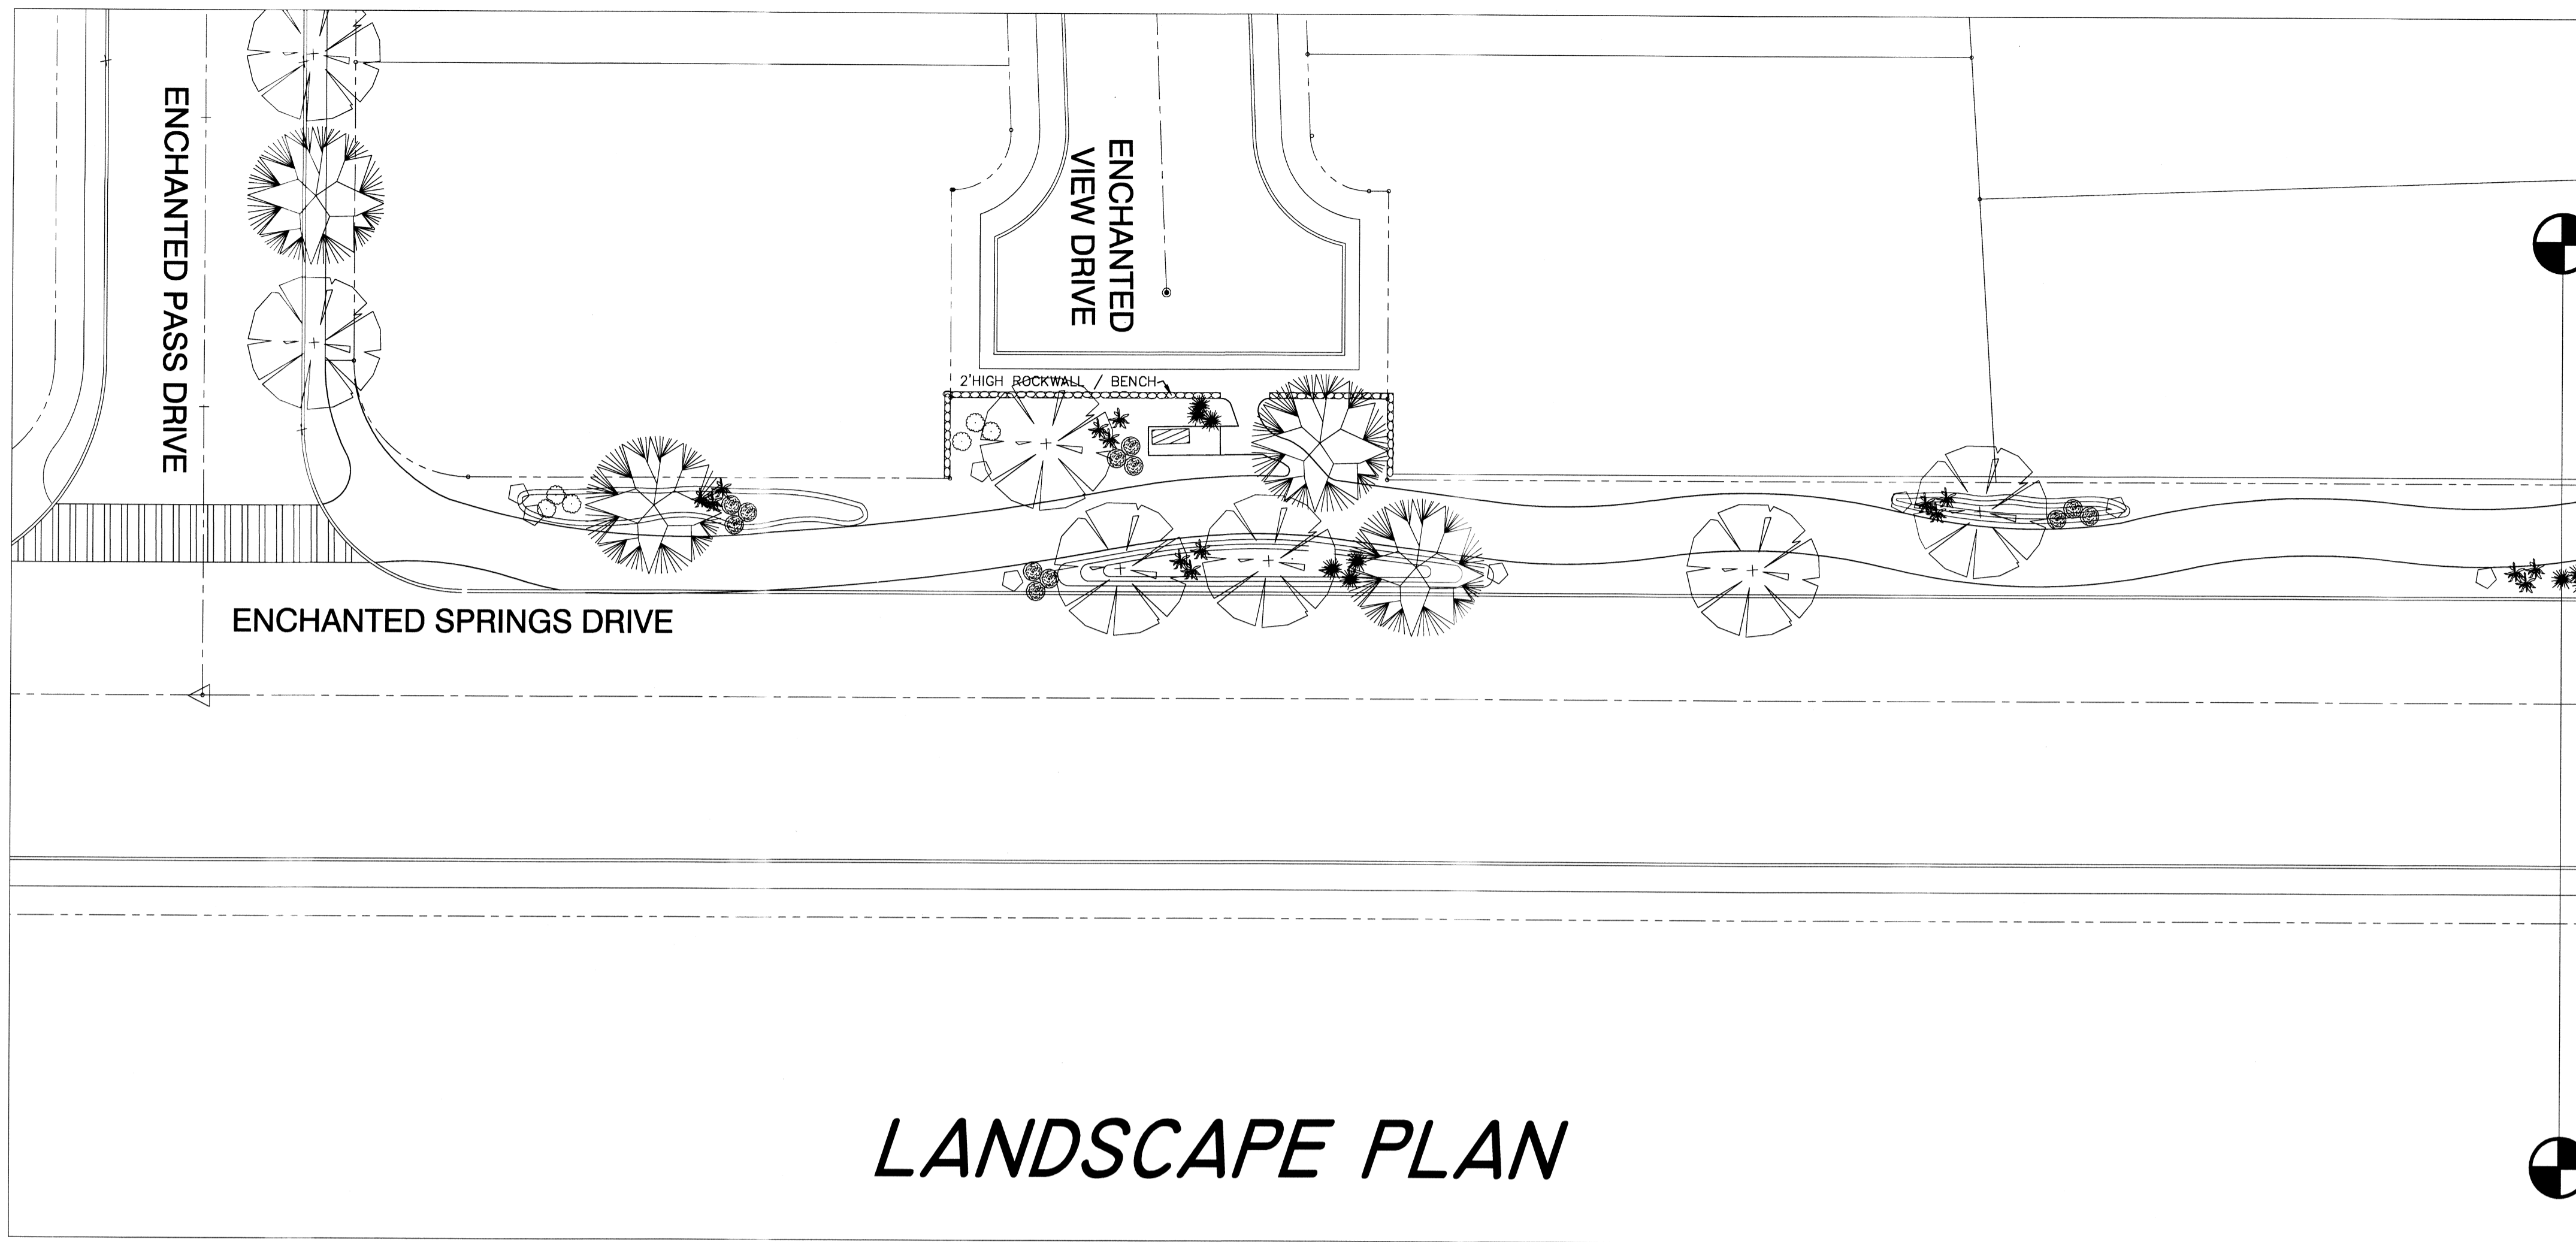 ENCHANTED PASS DRIVE
ENCHANTED
VIEW DRIVE
2'HIGH ROCKWALL / BENCH
ENCHANTED SPRINGS DRIVE
LANDSCAPE PLAN